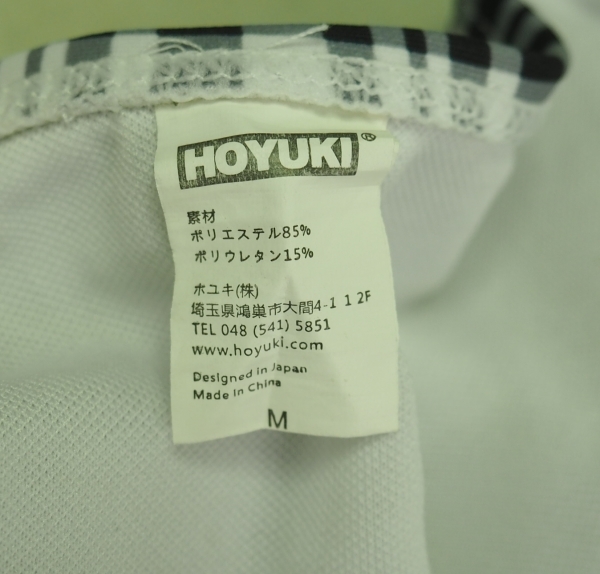 HOYUKI®
素材
ポリエステル85%
ポリウレタン15%
ホユキ(株)
埼玉県鴻巣市大間4-1 1 2F
TEL 048 (541) 5851
www.hoyuki.com
Designed in Japan
Made in China
M